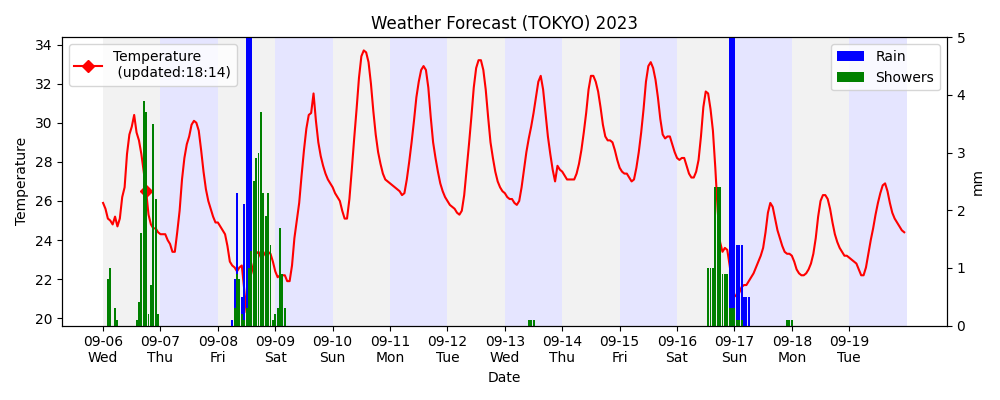 Weather Forecast (TOKYO) 2023
Temperature
(updated:18:14)
Rain
Showers
Temperature
34
32
30
28
26
24
22
20
5
4
3
2
1
0
mm
09-06 09-07 09-08 09-09 09-10 09-11 09-12 09-13 09-14 09-15 09-16 09-17 09-18 09-19
Wed Thu Fri Sat Sun Mon Tue Wed Thu Fri Sat Sun Mon Tue
Date